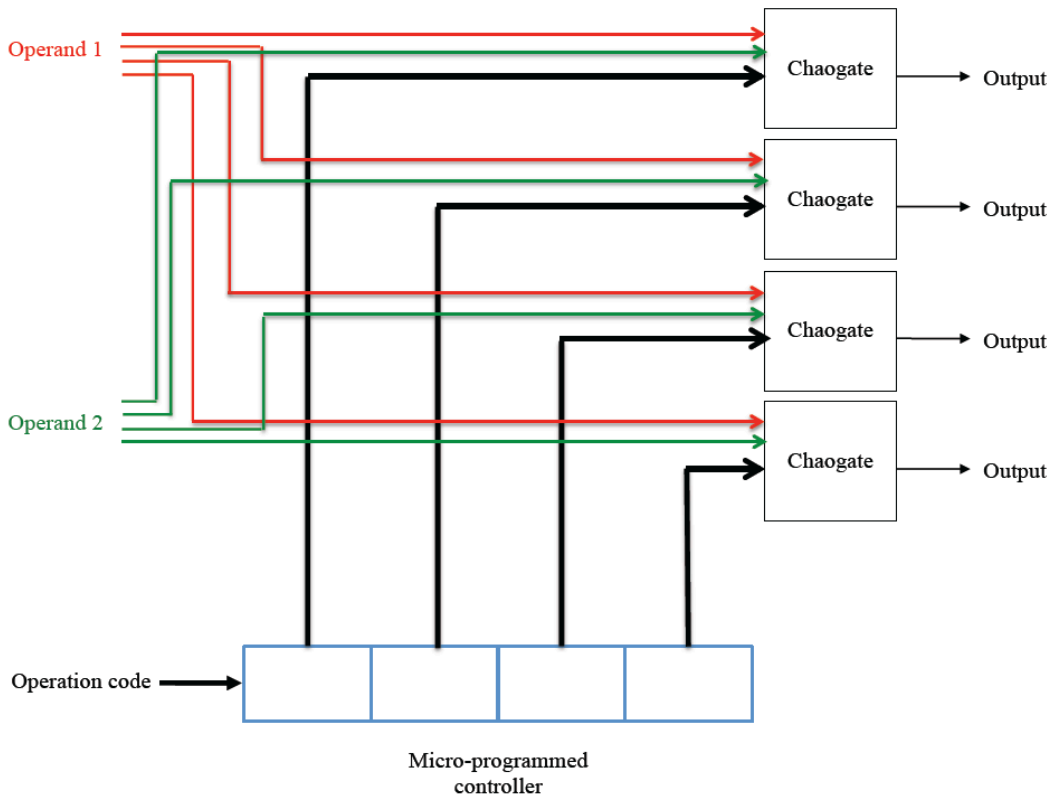 Operand 1
Chaogate
Output
Chaogate
Output
Chaogate
Output
Operand 2
Chaogate
Output
Operation code
Micro-programmed
controller